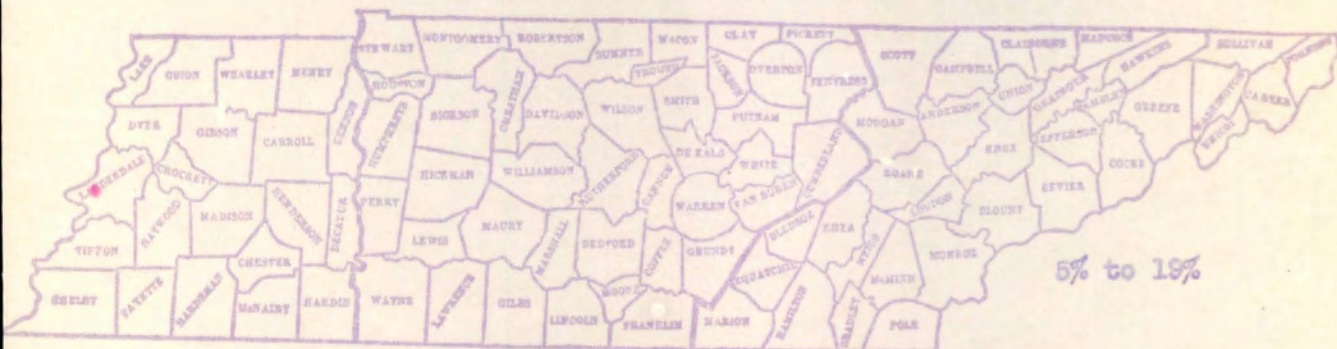 STEWART MONTGOMERY ROBERTSON SUMNER MACON CLAY PICKETT
LAKE OBION WEAKLEY HENRY HOUSTON TROUSD JACKSON OVERTON FENTRESS SCOTT CAMPBELL CLAIBORNE HANCOCK HAWKINS SULLIVAN JOHNSON
DYER GIBSON CARROLL BENTON HUMPHREYS DICKSON CHEATHAM DAVIDSON WILSON SMITH PUTNAM MORGAN ANDERSON UNION GRAINGER HAMBLEN GREENE WASHINGTON CARTER UNICOI
LAUDERDALE CROCKETT HICKMAN WILLIAMSON RUTHERFORD CANNON DE KALB WHITE CUMBERLAND ROANE KNOX JEFFERSON COCKE
TIPTON HAYWOOD MADISON HENDERSON DECATUR PERRY LEWIS MAURY MARSHALL BEDFORD COFFEE WARREN VAN BUREN BLEDSOE RHEA LOUDON BLOUNT SEVIER
SHELBY FAYETTE HARDEMAN CHESTER McNAIRY HARDIN WAYNE LAWRENCE GILES LINCOLN MOORE FRANKLIN GRUNDY MARION SEQUATCHIE HAMILTON MEIGS McMINN MONROE BRADLEY POLK
5% to 19%